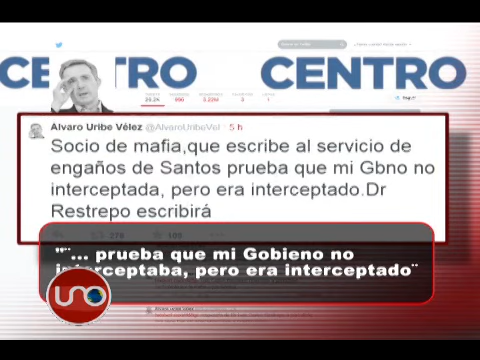 CENTRO CENTRO
Alvaro Uribe Vélez @AlvaroUribeVel · 5 h
Socio de mafia,que escribe al servicio de
engaños de Santos prueba que mi Gbno no
interceptada, pero era interceptado.Dr
Restrepo escribirá
"¨... prueba que mi Gobieno no
interceptaba, pero era interceptado¨
UNO